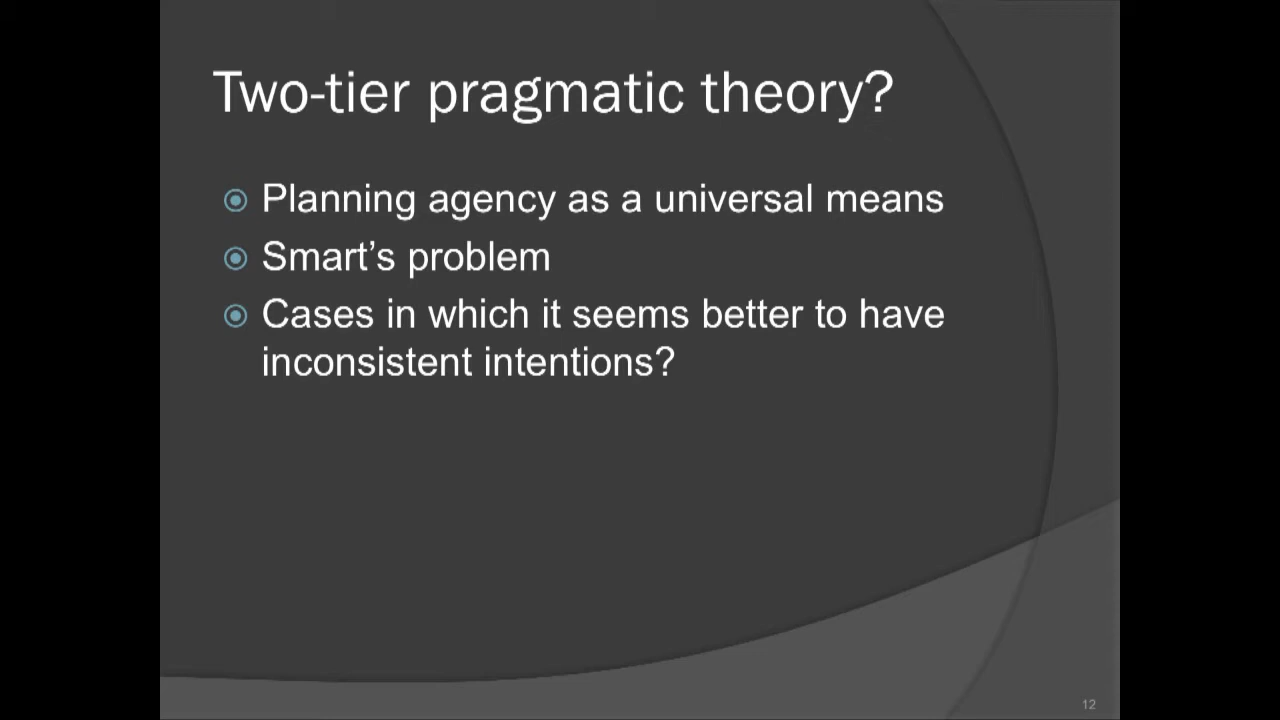 Two-tier pragmatic theory?
Planning agency as a universal means
Smart’s problem
Cases in which it seems better to have
inconsistent intentions?
12